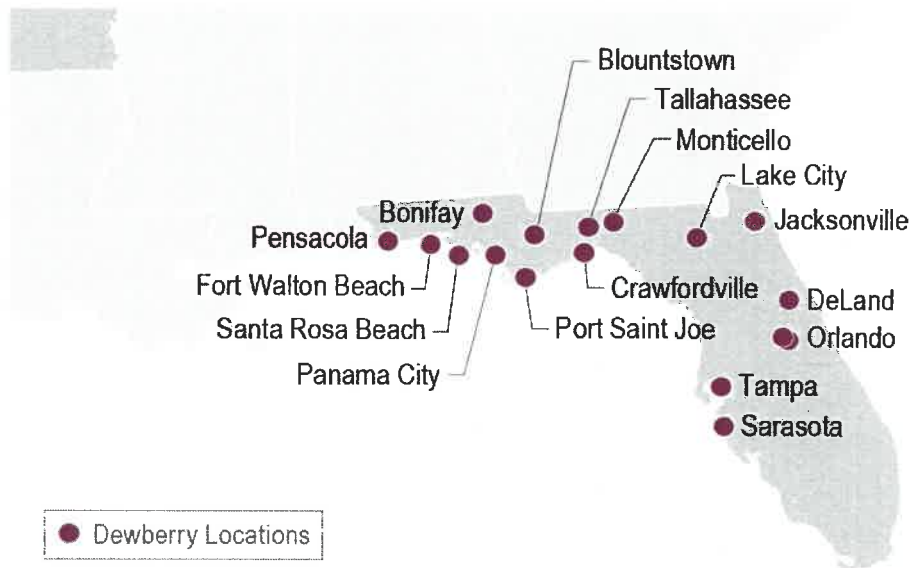 Blountstown
Tallahassee
Monticello
Lake City
Bonifay
Jacksonville
Pensacola
Fort Walton Beach
Crawfordville
DeLand
Santa Rosa Beach
Port Saint Joe
Orlando
Panama City
Tampa
Sarasota
Dewberry Locations